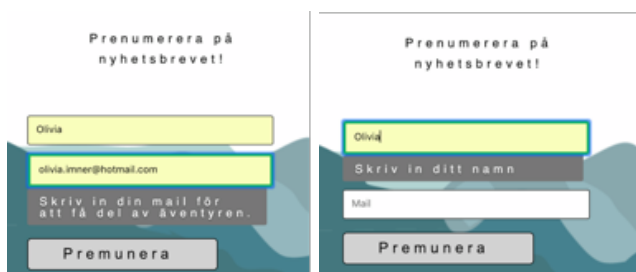 Prenumerera på
nyhetsbrevet!
Olivia
olivia.imner@hotmail.com
Skriv in din mail för
att få del av äventyren.
Premunera
Prenumerera på
nyhetsbrevet!
Olivia
Skriv in ditt namn
Mail
Premunera